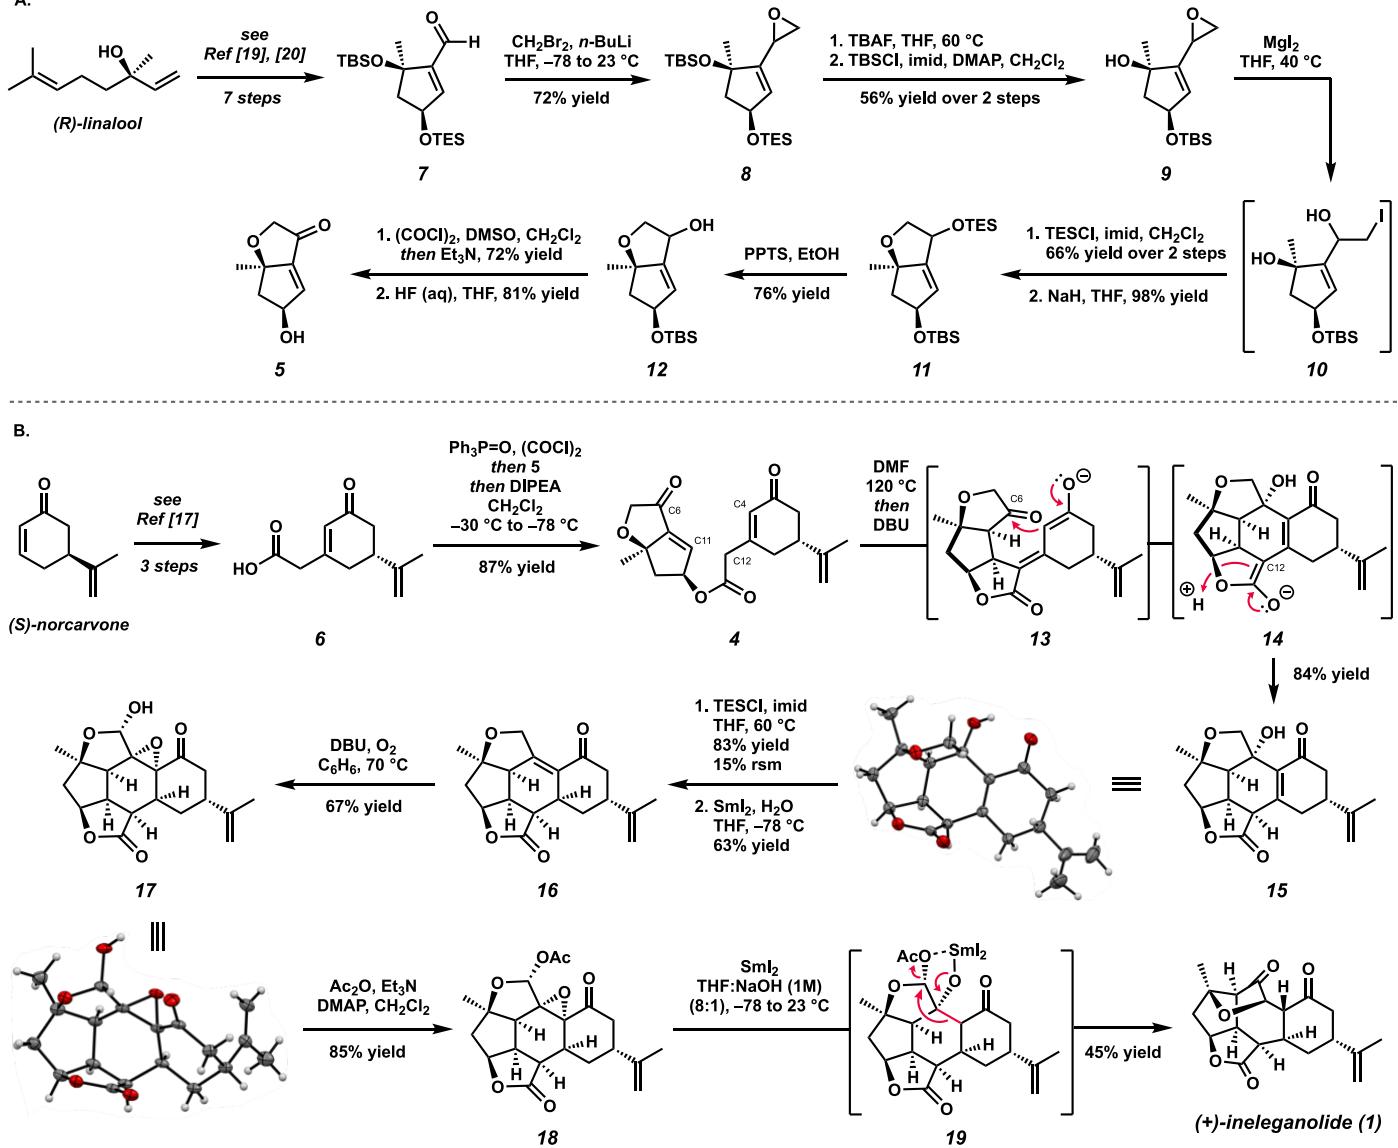 A.
HO
(R)-linalool
see
Ref [19], [20]
7 steps
O
H
TBSO
OTES
7
CH2Br2, n-BuLi
THF, –78 to 23 °C
72% yield
O
TBSO
OTES
8
1. TBAF, THF, 60 °C
2. TBSCl, imid, DMAP, CH2Cl2
56% yield over 2 steps
O
HO
OTBS
9
MgI2
THF, 40 °C
HO
I
HO
OTBS
10
1. TESCl, imid, CH2Cl2
66% yield over 2 steps
2. NaH, THF, 98% yield
OTES
O
OTBS
11
PPTS, EtOH
76% yield
OH
O
OTBS
12
1. (COCl)2, DMSO, CH2Cl2
then Et3N, 72% yield
2. HF (aq), THF, 81% yield
O
O
OH
5
B.
O
(S)-norcarvone
see
Ref [17]
3 steps
O
O
HO
6
Ph3P=O, (COCl)2
then 5
then DIPEA
CH2Cl2
–30 °C to –78 °C
87% yield
O
O
C6
C4
O
C11
C12
O
O
4
DMF
120 °C
then
DBU
O
C6
O
O
H
H
O
O
13
O
OH
O
H
H
C12
O
O
H
14
84% yield
O
OH
O
H
H
H
O
O
15
1. TESCl, imid
THF, 60 °C
83% yield
15% rsm
2. SmI2, H2O
THF, –78 °C
63% yield
O
O
H
H
H
H
O
O
16
DBU, O2
C6H6, 70 °C
67% yield
OH
O
O
O
H
H
H
H
O
O
17
Ac2O, Et3N
DMAP, CH2Cl2
85% yield
OAc
O
O
O
H
H
H
H
O
O
18
SmI2
THF:NaOH (1M)
(8:1), –78 to 23 °C
AcO
SmI2
O
O
O
H
H
H
H
O
O
19
45% yield
H
O
H
O
O
H
H
H
H
O
O
(+)-ineleganolide (1)